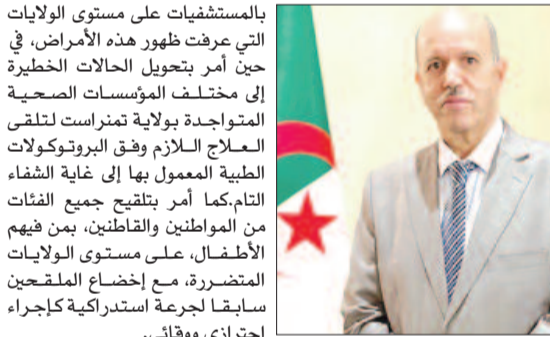 بالمستشفيات على مستوى الولايات
التي عرفت ظهور هذه الأمراض، في
حين أمر بتحويل الحالات الخطيرة
إلى مختلف المؤسسات الصحية
المتواجدة بولاية تمنراست لتلقى
العلاج اللازم وفق البروتوكولات
الطبية المعمول بها إلى غاية الشفاء
التام.كما أمر بتلقيح جميع الفئات
من المواطنين والقاطنين، بمن فيهم
الأطفال، على مستوى الولايات
المتضررة، مع إخضاع الملقحين
سابقا لجرعة استدراكية كإجراء
احترازي ووقائي.